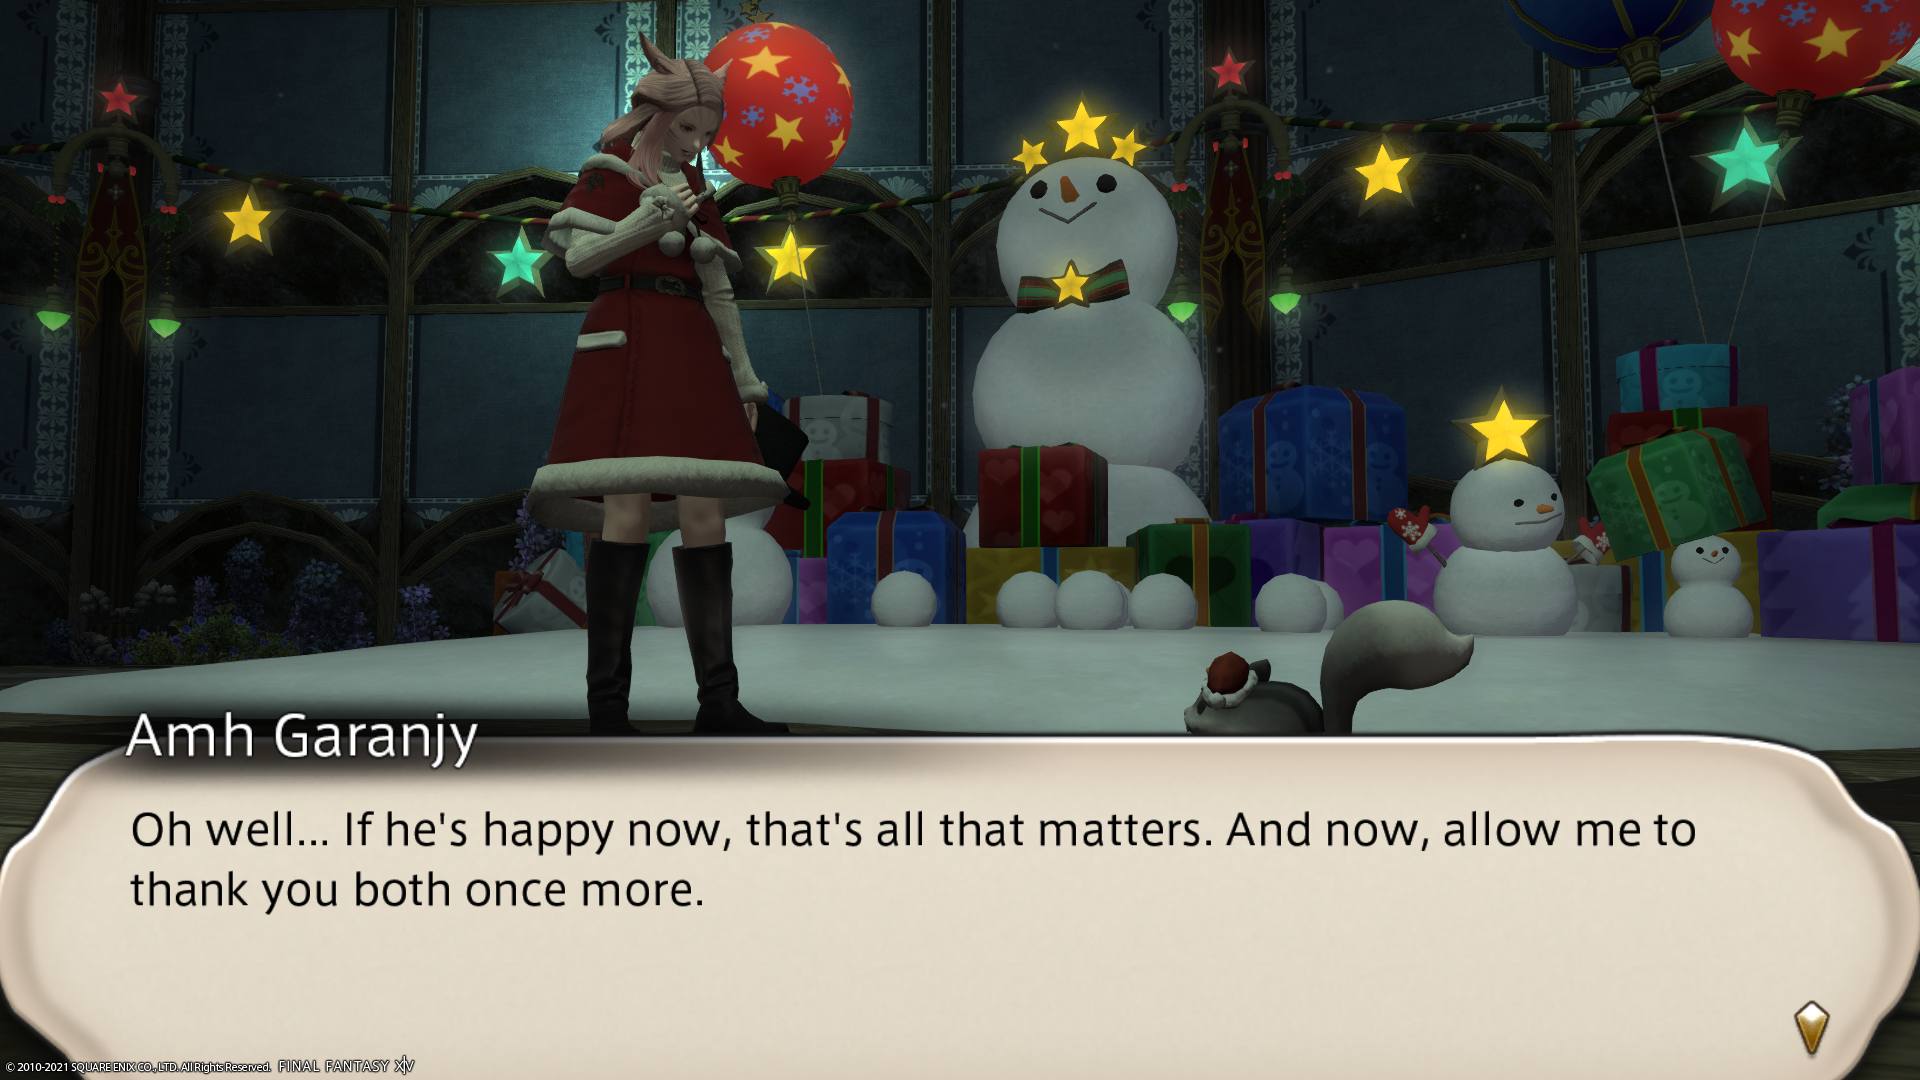 Amh Garanjy
Oh well... If he's happy now, that's all that matters. And now, allow me to
thank you both once more.
© 2010-2021 SQUARE ENIX CO., LTD. All Rights Reserved. FINAL FANTASY XIV